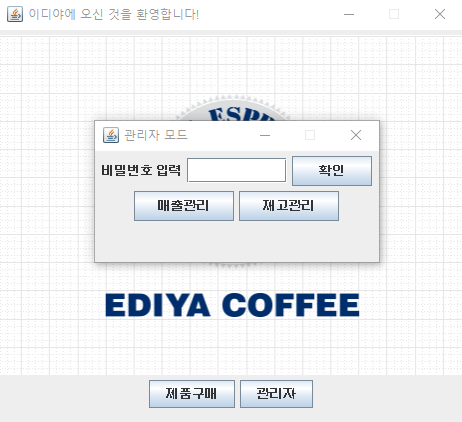 이디야에 오신 것을 환영합니다!
ESPR
관리자 모드
비밀번호 입력 확인
매출관리 재고관리
EDIYA COFFEE
제품구매 관리자